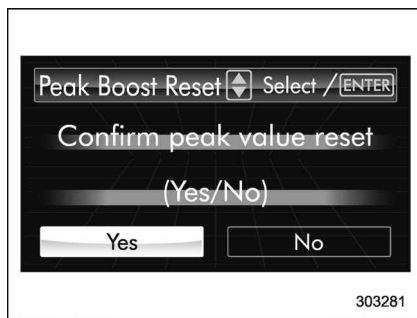 Peak Boost Reset Select / ENTER
Confirm peak value reset
(Yes/No)
Yes No
303281